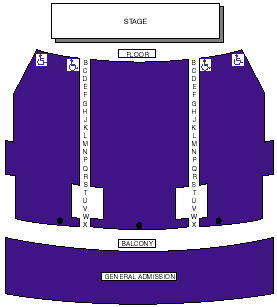 STAGE
FLOOR
B B
C C
D D
E E
F F
G G
H H
J J
K K
L L
M M
N N
P P
Q Q
R R
S S
T T
U U
V V
W W
X X
BALCONY
GENERAL ADMISSION